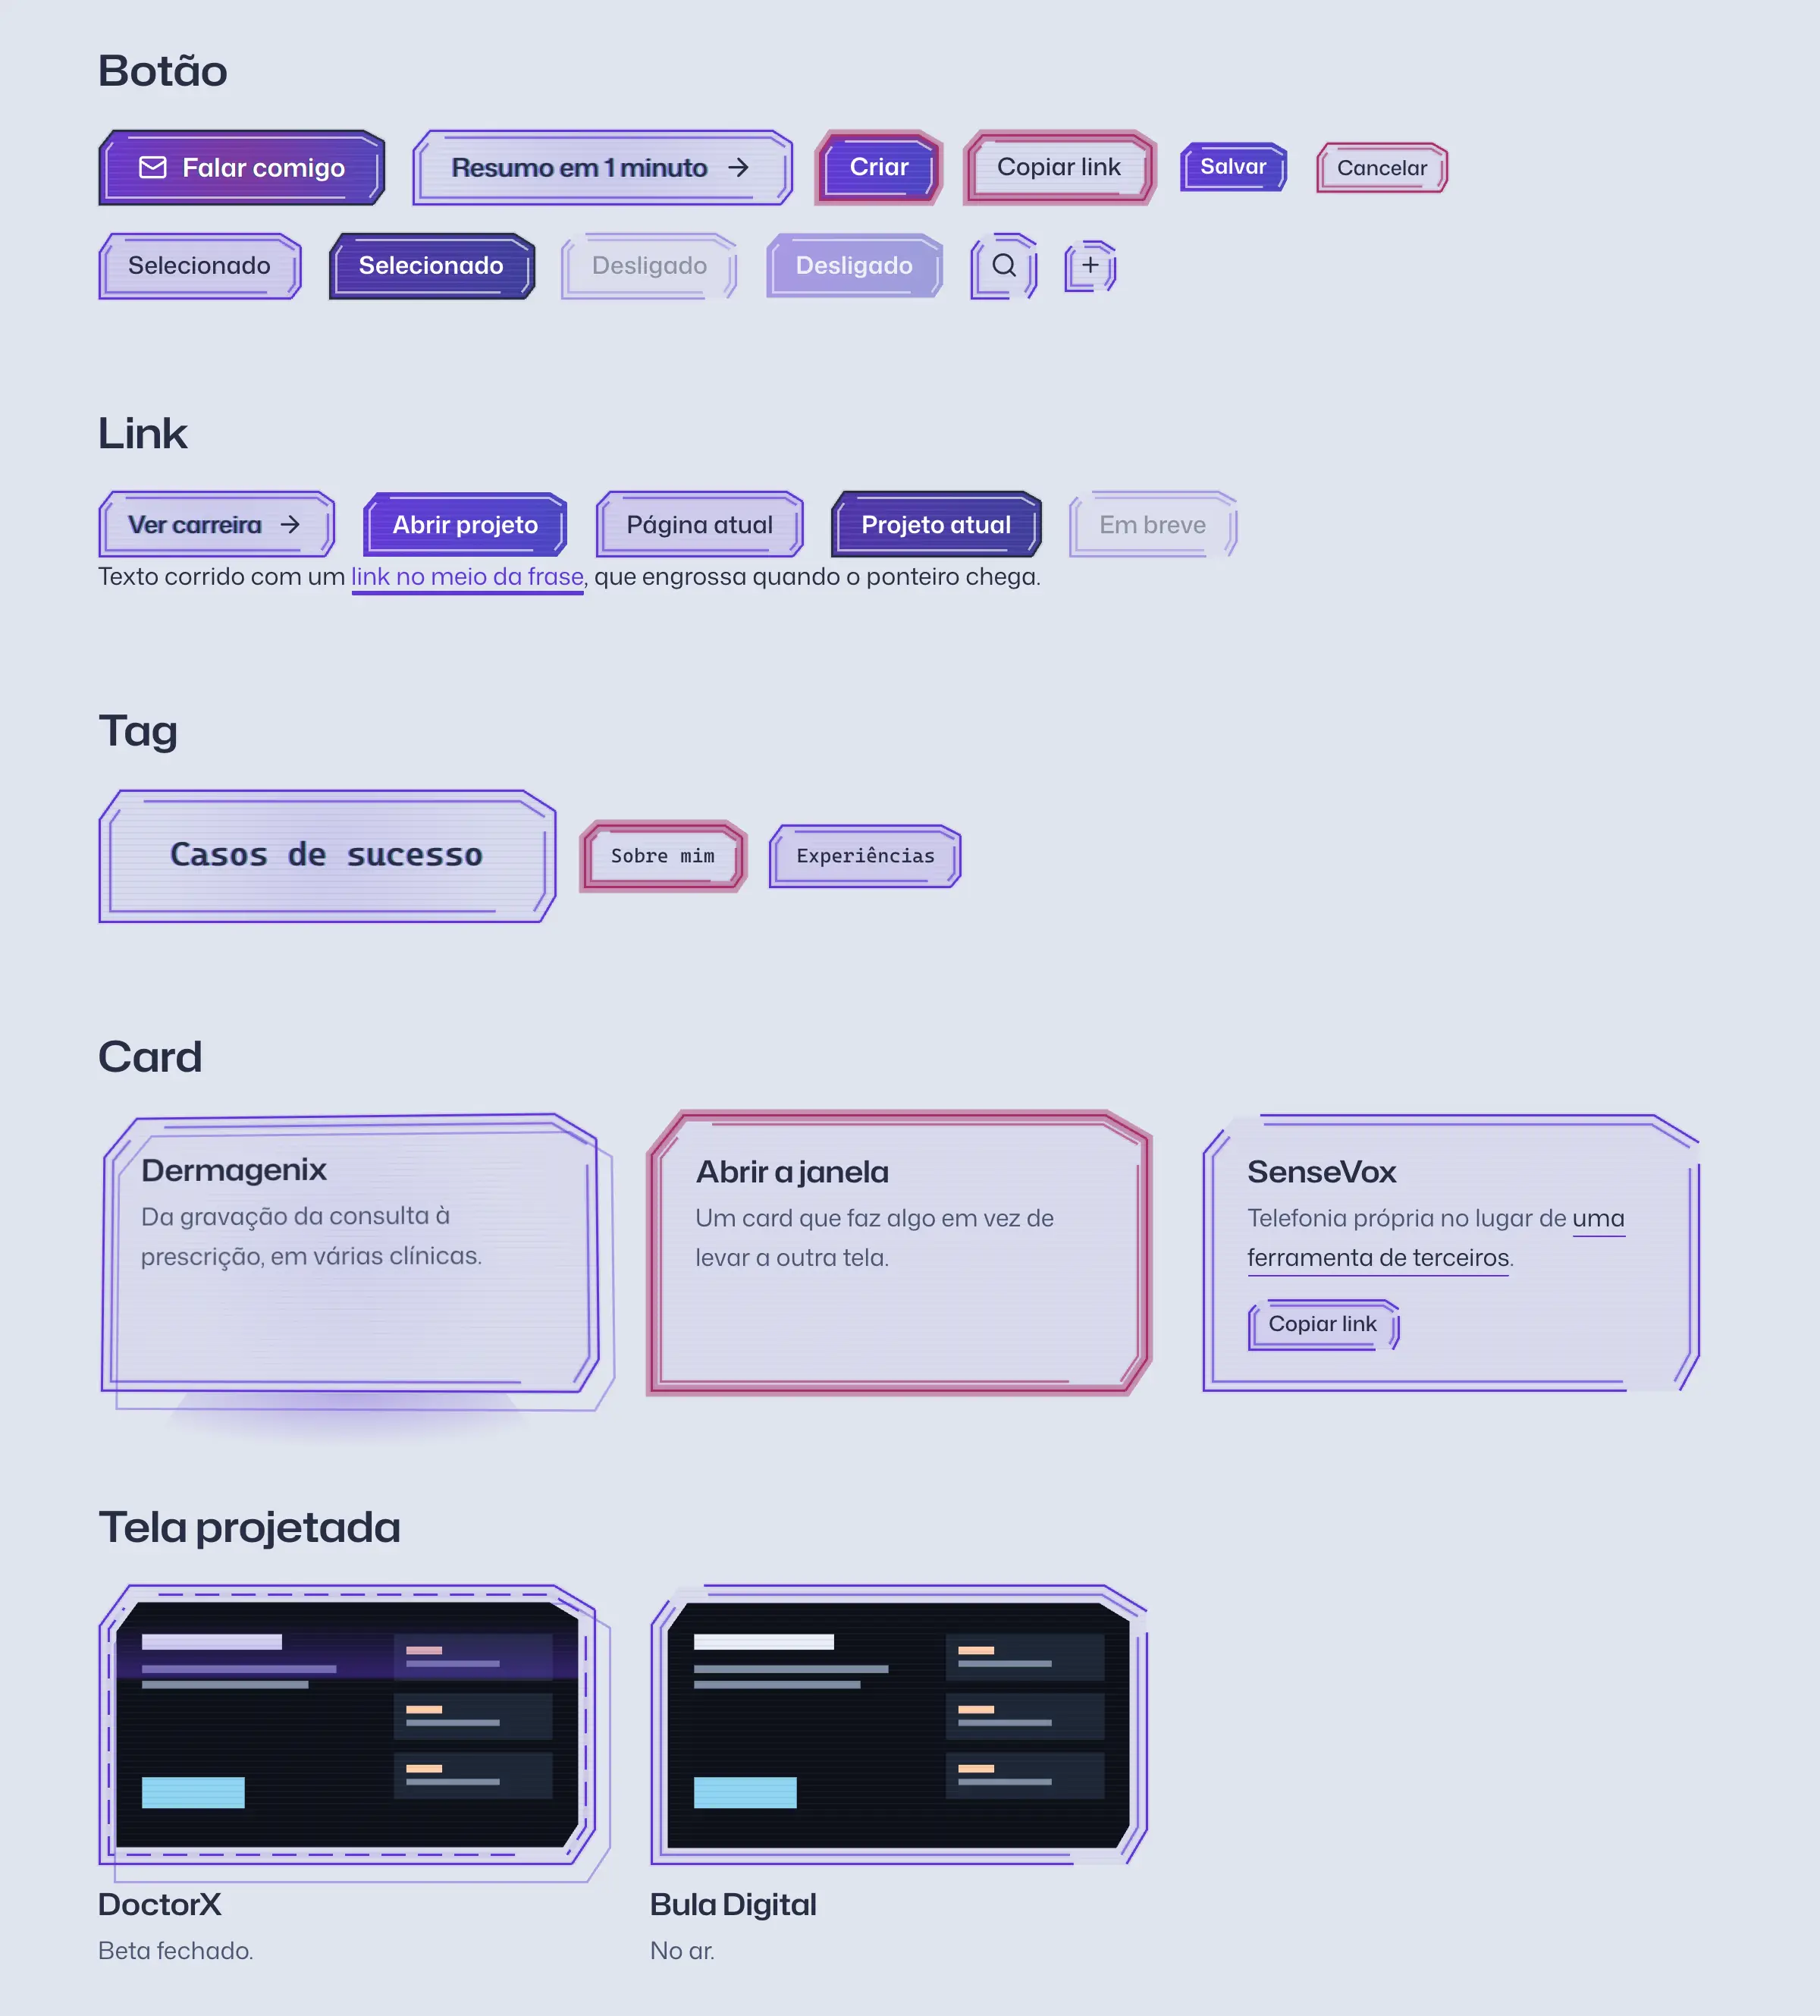 Botão
Falar comigo
Resumo em 1 minuto
Criar
Copiar link
Salvar
Cancelar
Selecionado
Selecionado
Desligado
Desligado
Link
Ver carreira
Abrir projeto
Página atual
Projeto atual
Em breve
Texto corrido com um link no meio da frase, que engrossa quando o ponteiro chega.
Tag
Casos de sucesso
Sobre mim
Experiências
Card
Dermagenix
Da gravação da consulta à
prescrição, em várias clínicas.
Abrir a janela
Um card que faz algo em vez de
levar a outra tela.
SenseVox
Telefonia própria no lugar de uma
ferramenta de terceiros.
Copiar link
Tela projetada
DoctorX
Beta fechado.
Bula Digital
No ar.